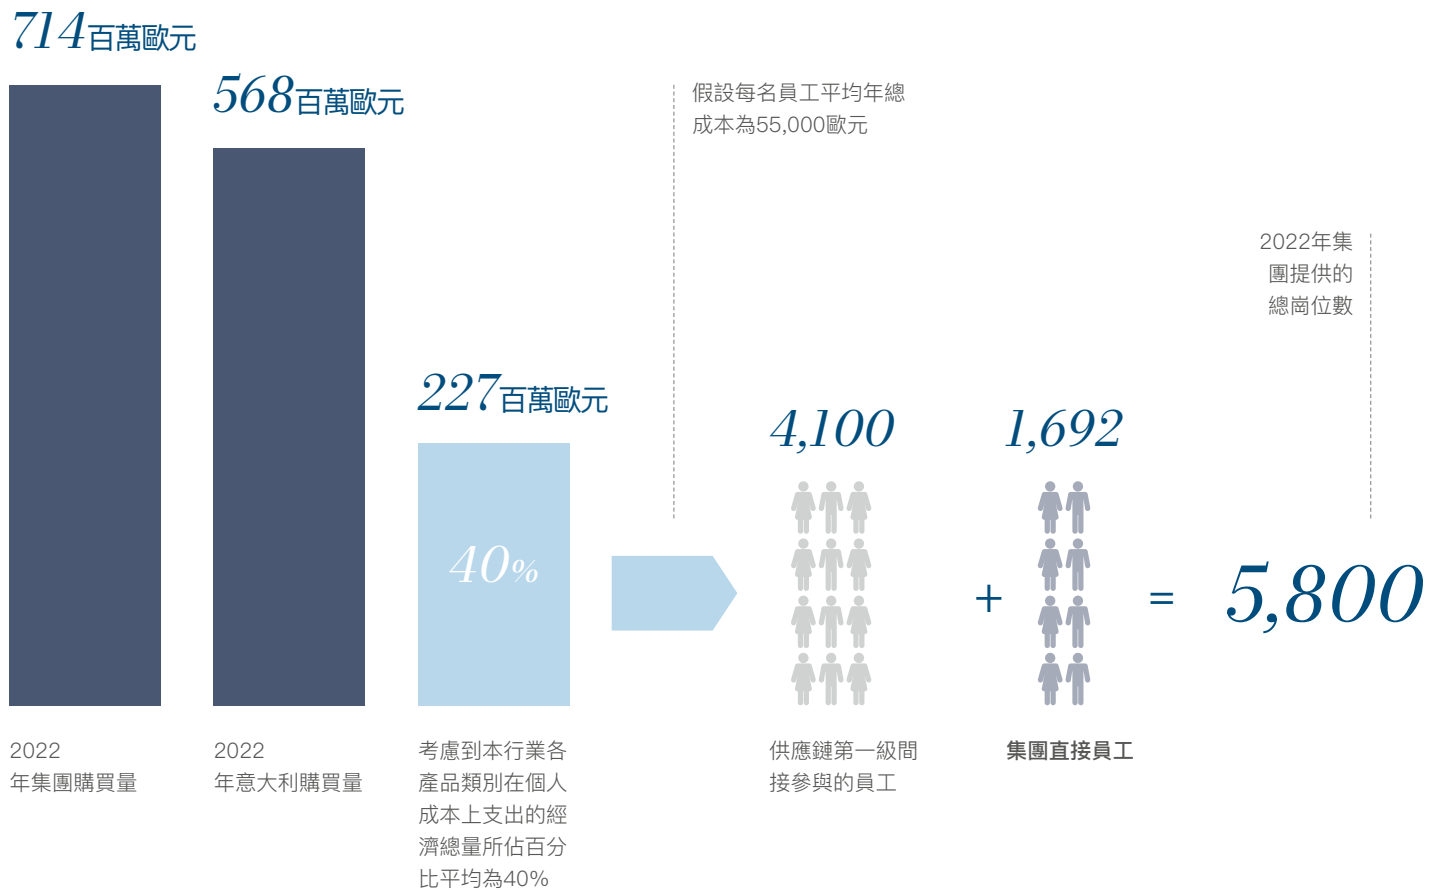 714百萬歐元
568百萬歐元
假設每名員工平均年總
成本為55,000歐元
2022年集
團提供的
總崗位數
227百萬歐元
40%
4,100
1,692
+
=
5,800
2022
年集團購買量
2022
年意大利購買量
考慮到本行業各
產品類別在個人
成本上支出的經
濟總量所佔百分
比平均為40%
供應鏈第一級間
接參與的員工
集團直接員工